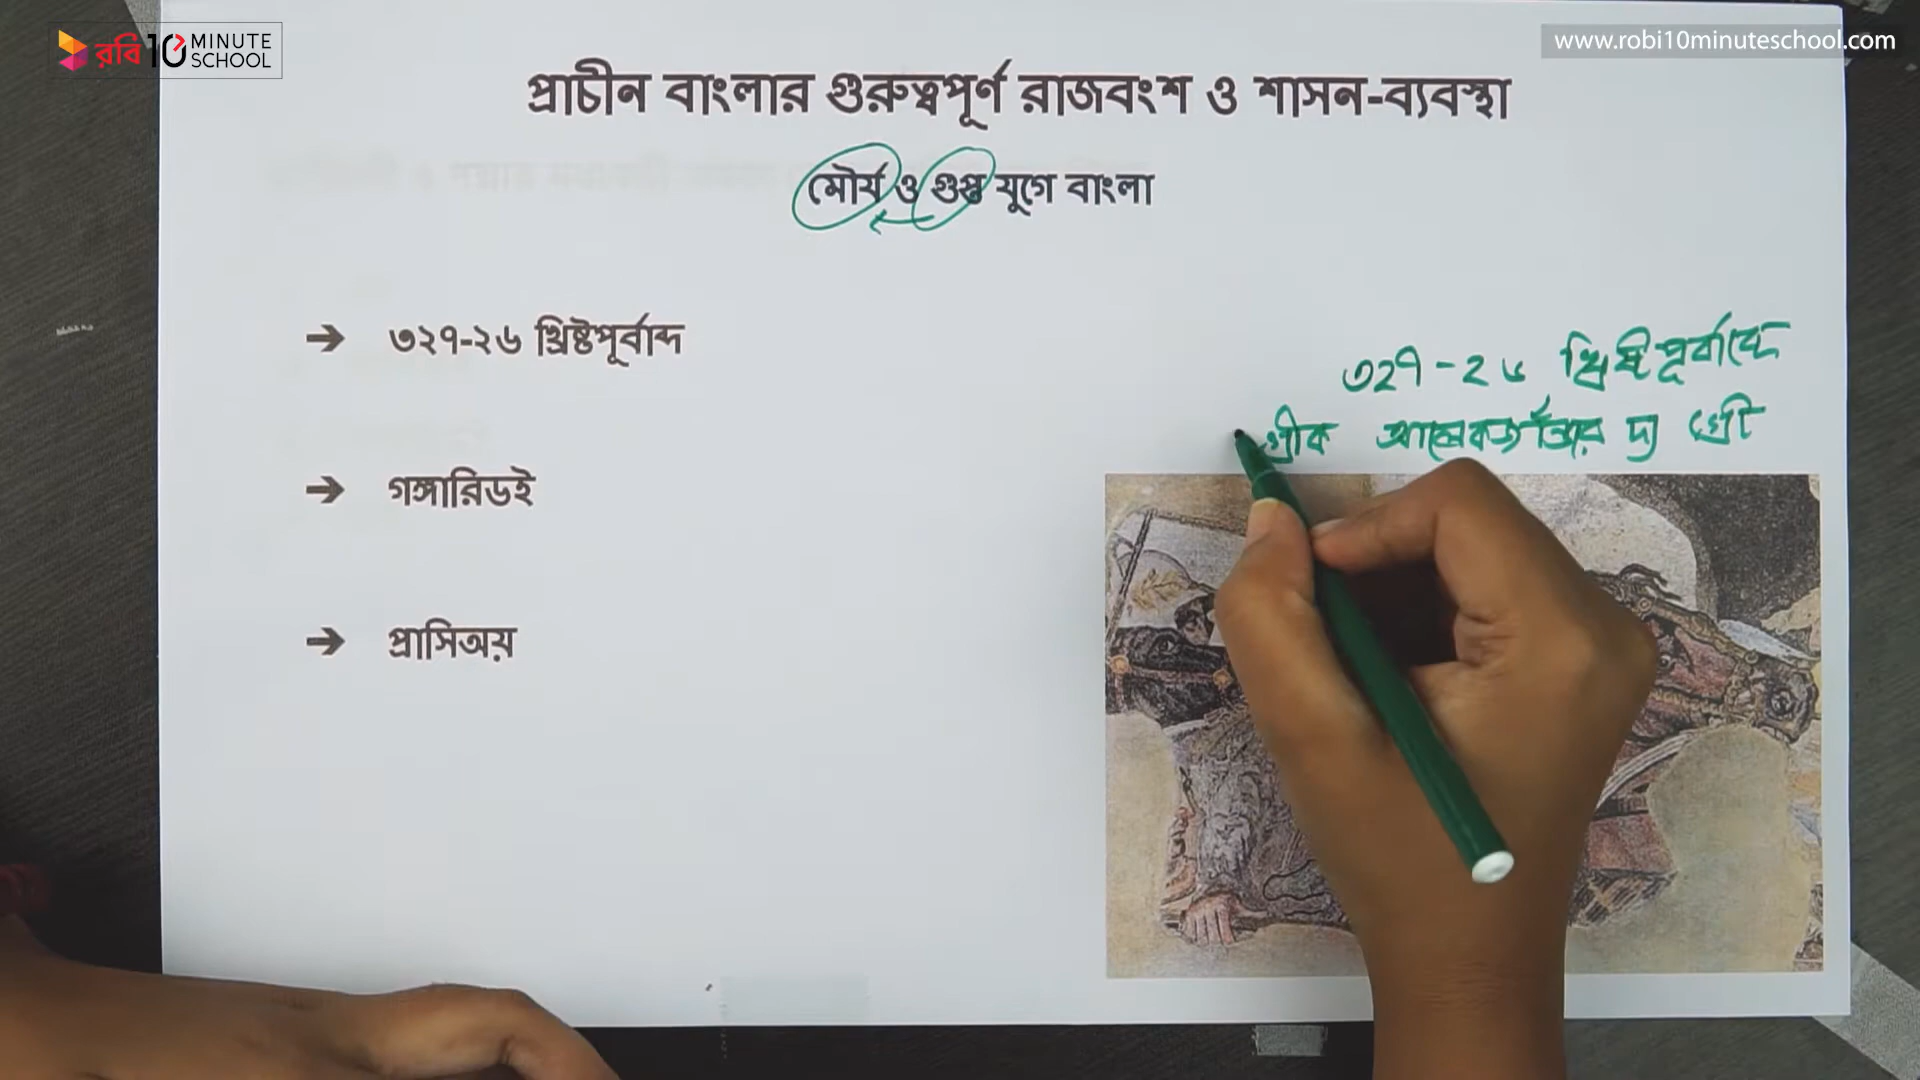 রবি 10 MINUTE SCHOOL
www.robi10minuteschool.com
প্রাচীন বাংলার গুরুত্বপূর্ণ রাজবংশ ও শাসন-ব্যবস্থা
মৌর্য ও গুপ্ত যুগে বাংলা
→ ৩২৭-২৬ খ্রিষ্টপূর্বাব্দ
→ গঙ্গারিডই
→ প্রাসিঅয়
৩২৭-২৬ খ্রিষ্টপূর্বাব্দে
গ্রীক আলেকজান্ডার দ্য গ্রেট